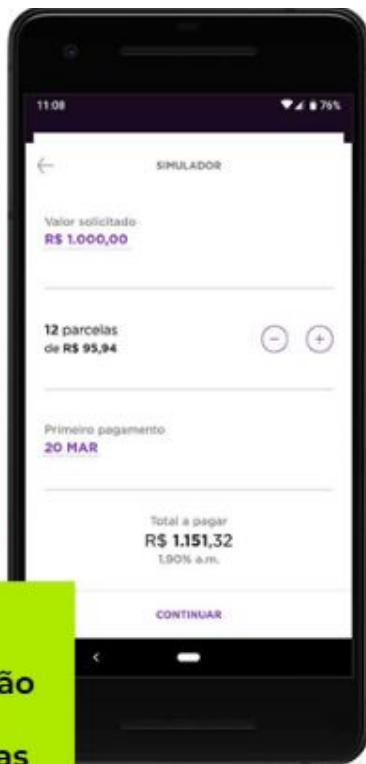 11:08
76%
SIMULADOR
Valor solicitado
R$ 1.000,00
12 parcelas
de R$ 95,94
Primeiro pagamento
20 MAR
Total a pagar
R$ 1.151,32
1,90% a.m.
CONTINUAR
ão
as